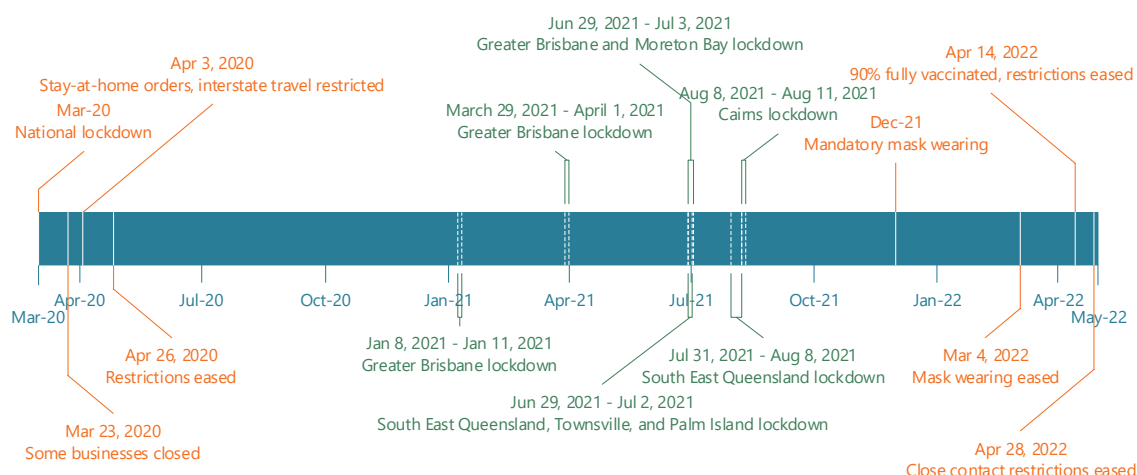 Jun 29, 2021 - Jul 3, 2021
Greater Brisbane and Moreton Bay lockdown
Apr 3, 2020
Stay-at-home orders, interstate travel restricted
Apr 14, 2022
90% fully vaccinated, restrictions eased
Mar-20
National lockdown
March 29, 2021 - April 1, 2021
Greater Brisbane lockdown
Aug 8, 2021 - Aug 11, 2021
Cairns lockdown
Dec-21
Mandatory mask wearing
Mar-20
Apr-20
Jul-20
Oct-20
Jan-21
Apr-21
Jul-21
Oct-21
Jan-22
Apr-22
May-22
Apr 26, 2020
Restrictions eased
Jan 8, 2021 - Jan 11, 2021
Greater Brisbane lockdown
Jul 31, 2021 - Aug 8, 2021
South East Queensland lockdown
Mar 4, 2022
Mask wearing eased
Jun 29, 2021 - Jul 2, 2021
South East Queensland, Townsville, and Palm Island lockdown
Mar 23, 2020
Some businesses closed
Apr 28, 2022
Close contact restrictions eased